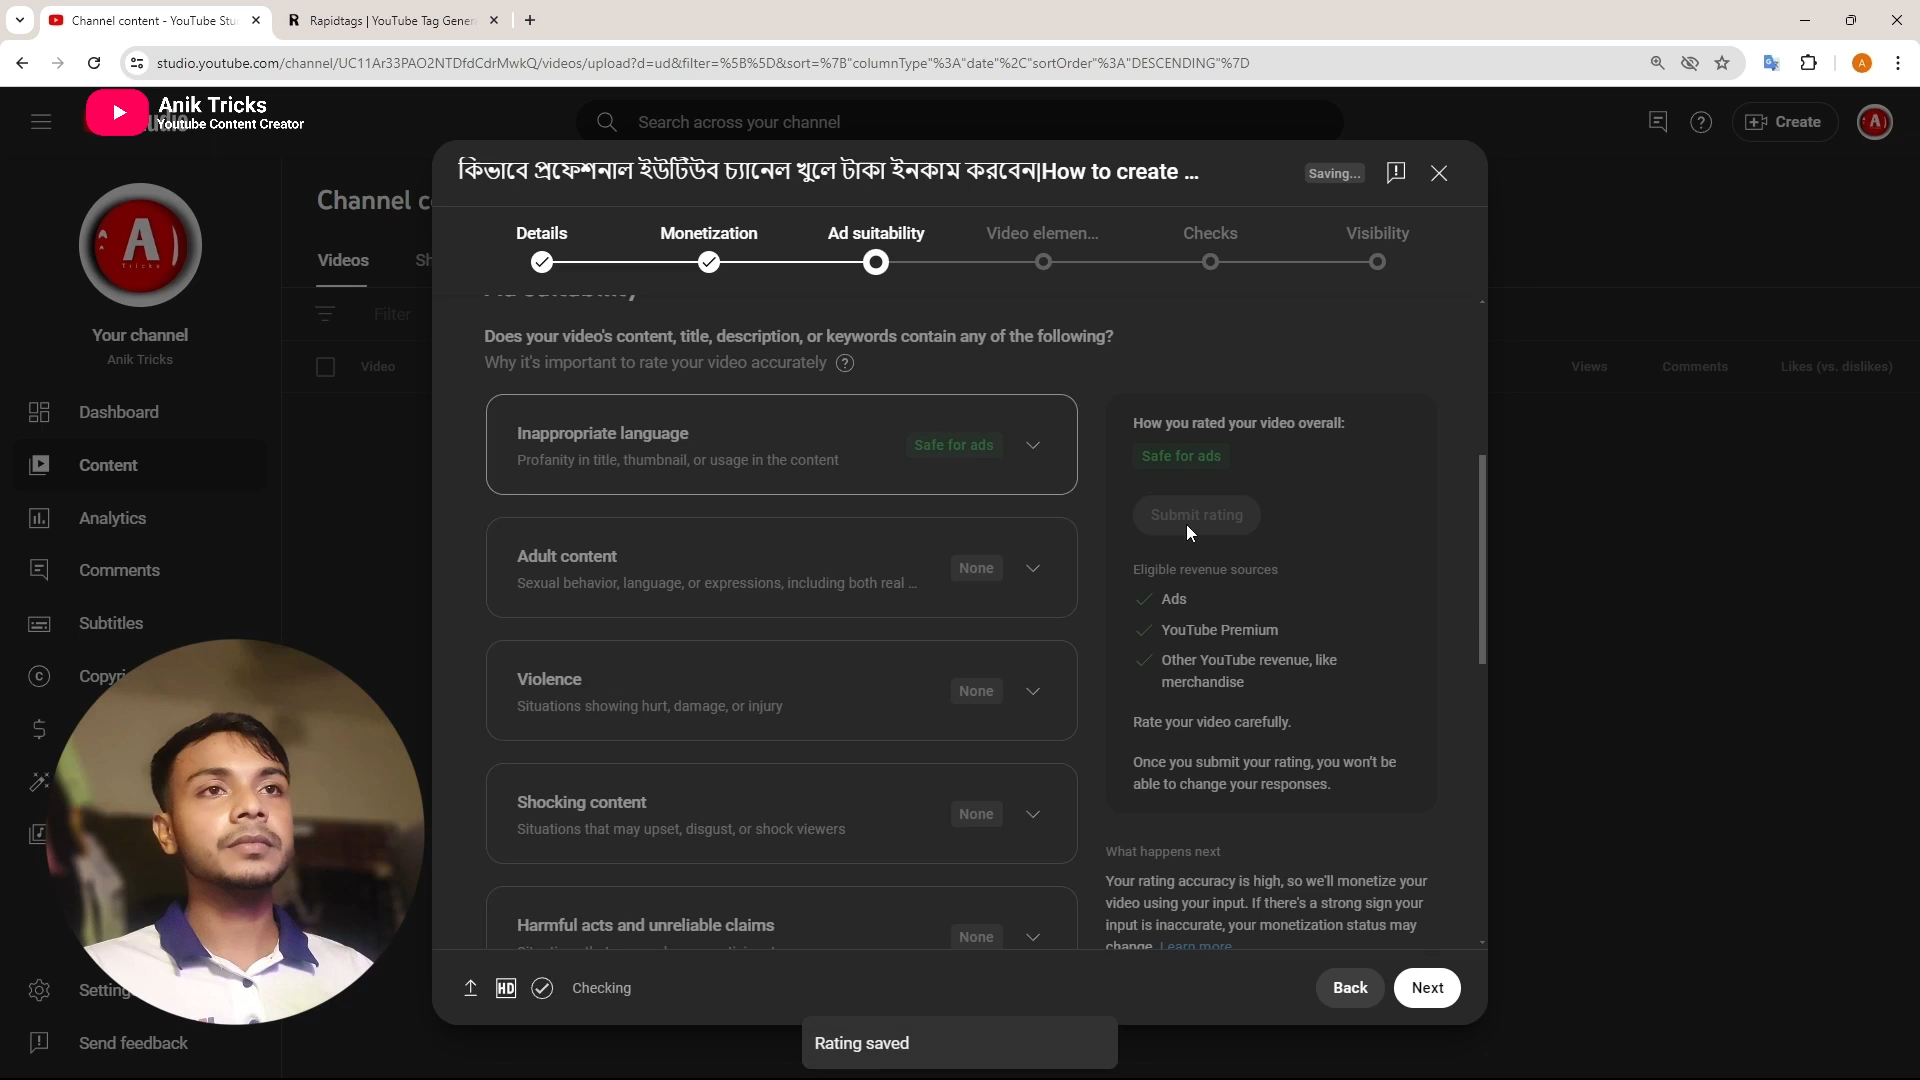 Channel content - YouTube Stu
Rapidtags | YouTube Tag Gener
studio.youtube.com/channel/UC11Ar33PAO2NTDfdCdrMwkQ/videos/upload?d=ud&filter=%5B%5D&sort=%7B"columnType"%3A"date"%2C"sortOrder"%3A"DESCENDING"%7D
A
Anik Tricks
Youtube Content Creator
Search across your channel
Create
Your channel
Anik Tricks
Dashboard
Content
Analytics
Comments
Subtitles
Send feedback
Videos
Filter
Video
Views
Comments
Likes (vs. dislikes)
কিভাবে প্রফেশনাল ইউটিউব চ্যানেল খুলে টাকা ইনকাম করবেন|How to create ...
Saving...
Details
Monetization
Ad suitability
Video elemen...
Checks
Visibility
Does your video's content, title, description, or keywords contain any of the following?
Why it's important to rate your video accurately
Inappropriate language
Profanity in title, thumbnail, or usage in the content
Safe for ads
Adult content
Sexual behavior, language, or expressions, including both real ...
None
Violence
Situations showing hurt, damage, or injury
None
Shocking content
Situations that may upset, disgust, or shock viewers
None
Harmful acts and unreliable claims
None
How you rated your video overall:
Safe for ads
Submit rating
Eligible revenue sources
Ads
YouTube Premium
Other YouTube revenue, like
merchandise
Rate your video carefully.
Once you submit your rating, you won't be
able to change your responses.
What happens next
Your rating accuracy is high, so we'll monetize your
video using your input. If there's a strong sign your
input is inaccurate, your monetization status may
change. Learn more
HD
Checking
Back
Next
Rating saved